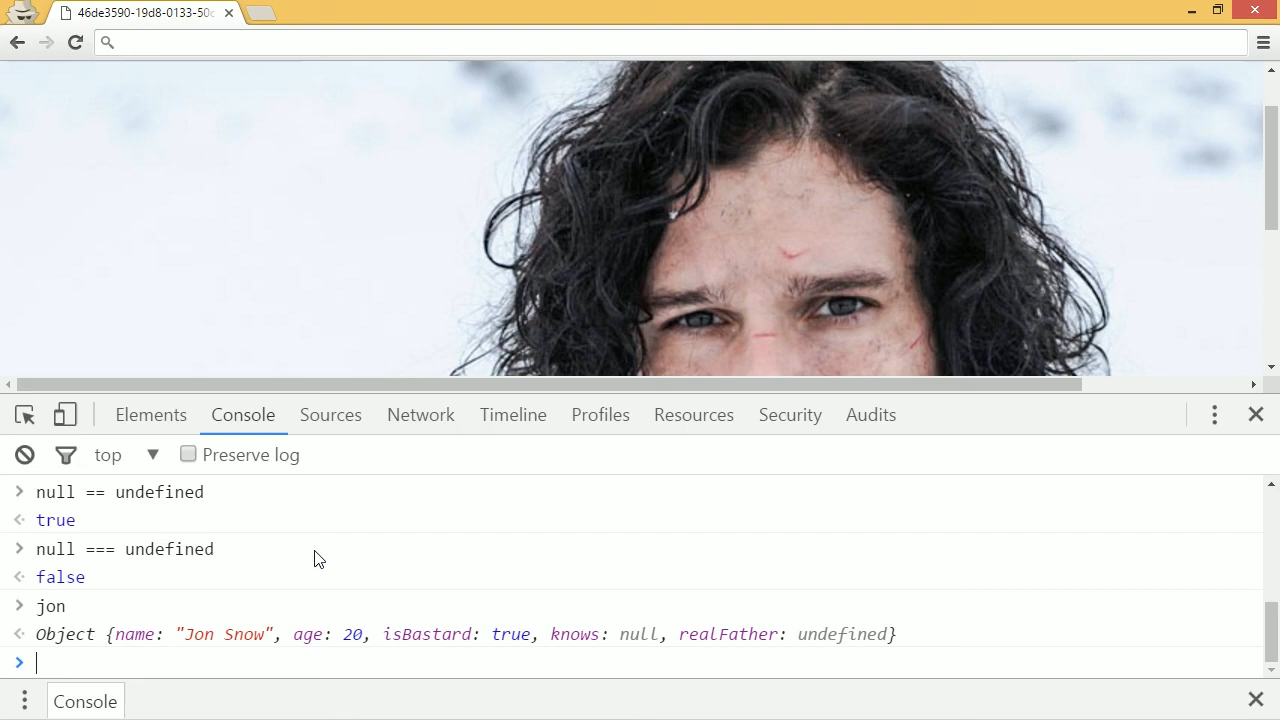 46de3590-19d8-0133-50c
Elements Console Sources Network Timeline Profiles Resources Security Audits
top Preserve log
null == undefined
true
null === undefined
false
jon
Object {name: "Jon Snow", age: 20, isBastard: true, knows: null, realFather: undefined}
Console